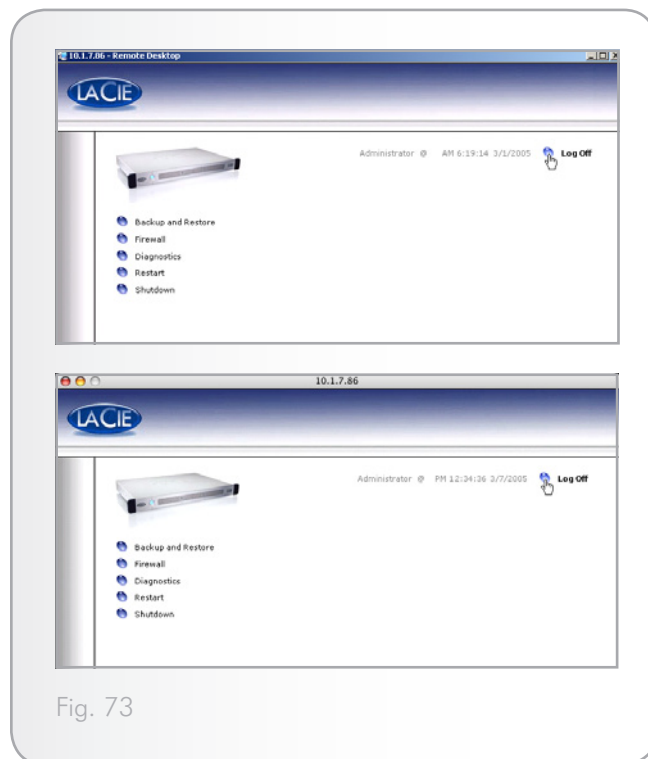 10.1.7.86 - Remote Desktop
LACIE
Administrator @ AM 6:19:14 3/1/2005 Log Off
Backup and Restore
Firewall
Diagnostics
Restart
Shutdown
10.1.7.86
LACIE
Administrator @ PM 12:34:36 3/7/2005 Log Off
Backup and Restore
Firewall
Diagnostics
Restart
Shutdown
Fig. 73